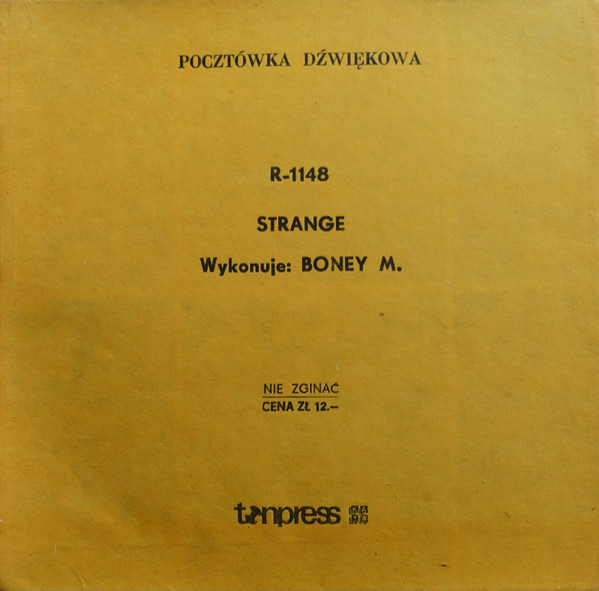 POCZTÓWKA DŹWIĘKOWA
R-1148
STRANGE
Wykonuje: BONEY M.
NIE ZGINAĆ
CENA ZŁ 12.—
tonpress